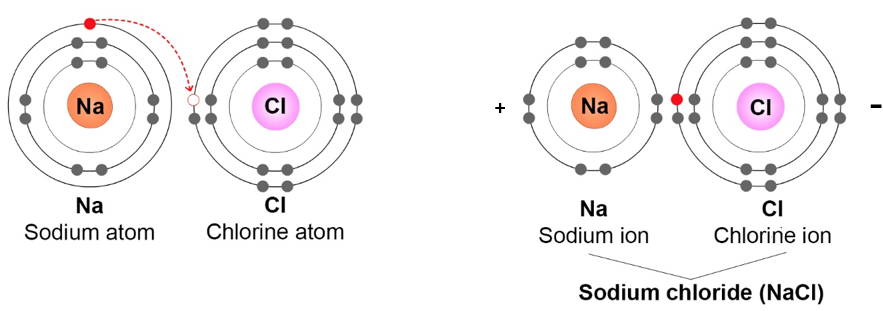 Na
Cl
Na
Sodium atom
Cl
Chlorine atom
+
Na
Cl
-
Na
Sodium ion
Cl
Chlorine ion
Sodium chloride (NaCl)